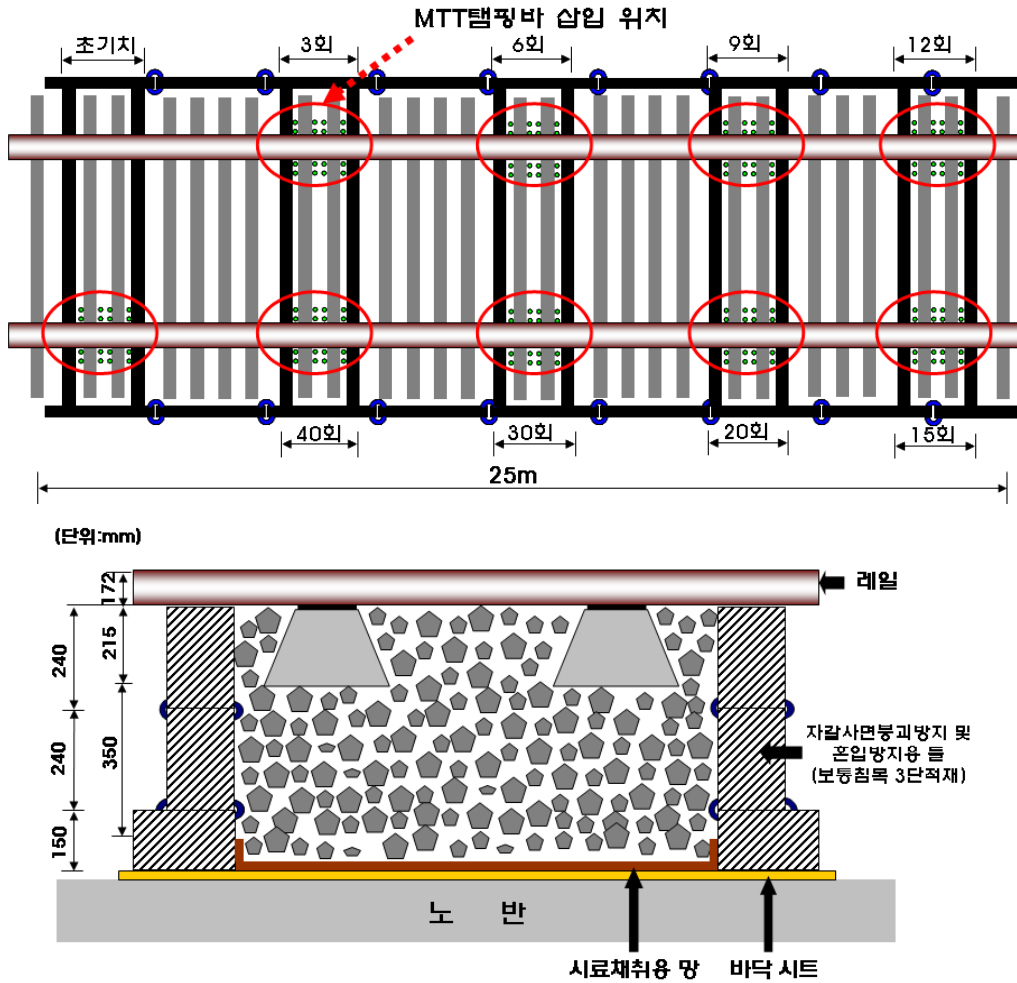 MTT탬핑바 삽입 위치
초기치
3회
6회
9회
12회
40회
30회
20회
15회
25m
(단위:mm)
172
215
350
240
240
150
레일
자갈사면붕괴방지 및
혼입방지용 틀
(보통침목 3단적재)
노 반
시료채취용 망
바닥 시트